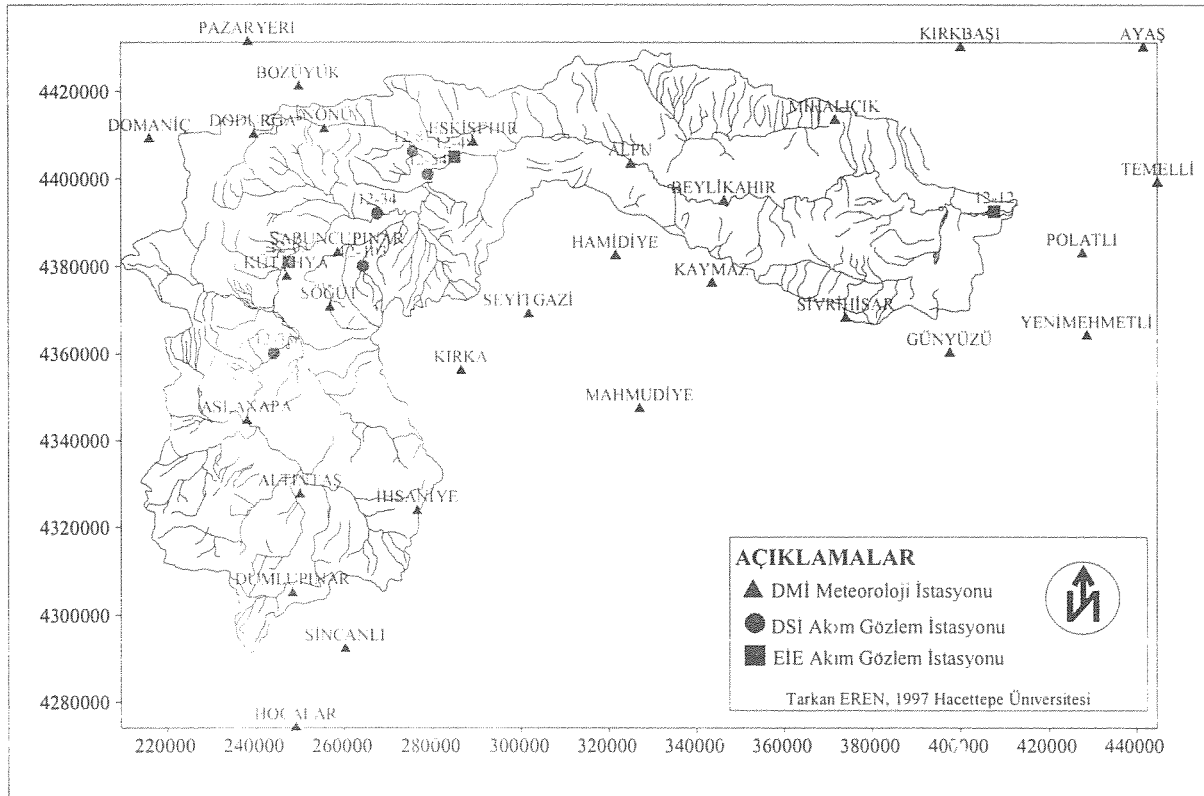 PAZARYERİ
KIRKBAŞI
AYAŞ
BOZÜYÜK
4420000
DOMANİÇ
DODURGA
İNÖNÜ
ESKİŞEHİR
MİHALIÇÇIK
ALPU
4400000
TEMELLİ
BEYLİKAHIR
12-34
12-12
SABUNCUPINAR
HAMİDİYE
POLATLI
4380000
KÜTAHYA
KAYMAZ
SÖĞÜT
SEYİTGAZİ
SİVRİHİSAR
YENİMEHMETLİ
4360000
GÜNYÜZÜ
KIRKA
MAHMUDİYE
ASLANAPA
4340000
ALTINTAŞ
İHSANİYE
4320000
DUMLUPINAR
4300000
SİNCANLI
4280000
HOCALAR
220000 240000 260000 280000 300000 320000 340000 360000 380000 400000 420000 440000
AÇIKLAMALAR
DMİ Meteoroloji İstasyonu
DSİ Akım Gözlem İstasyonu
EİE Akım Gözlem İstasyonu
N
Tarkan EREN, 1997 Hacettepe Üniversitesi